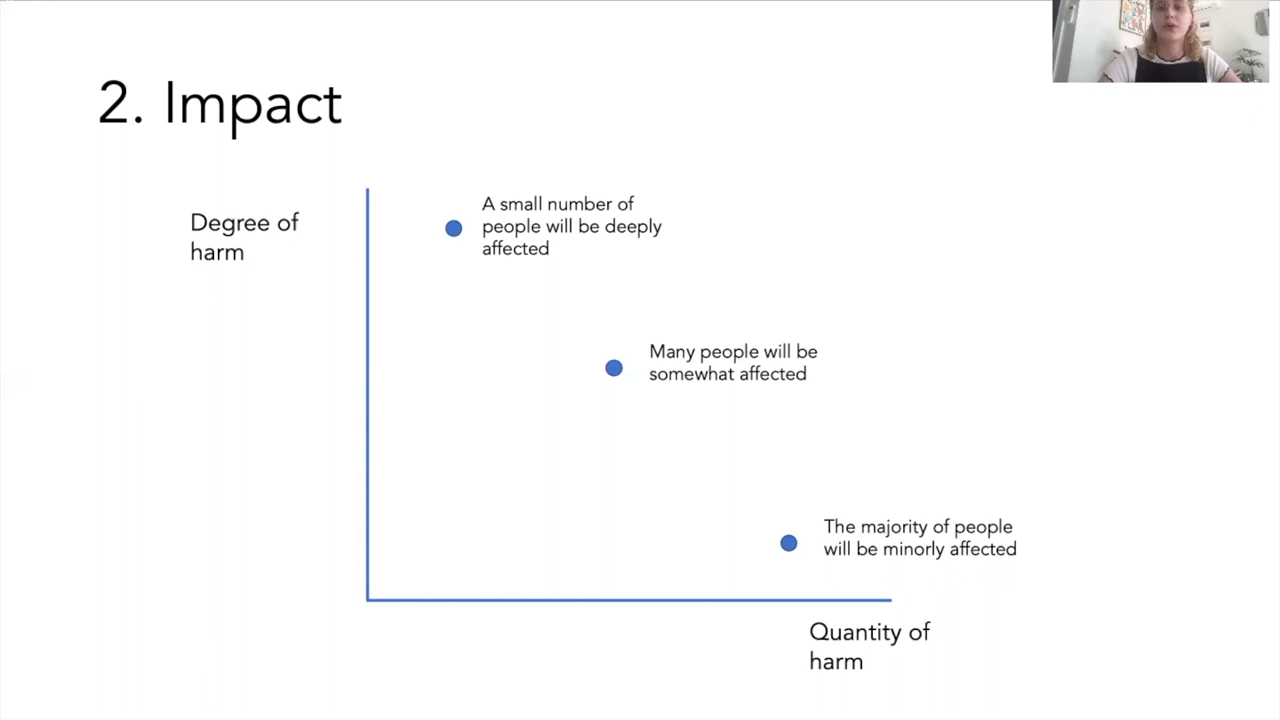 2. Impact
Degree of
harm
A small number of
people will be deeply
affected
Many people will be
somewhat affected
The majority of people
will be minorly affected
Quantity of
harm